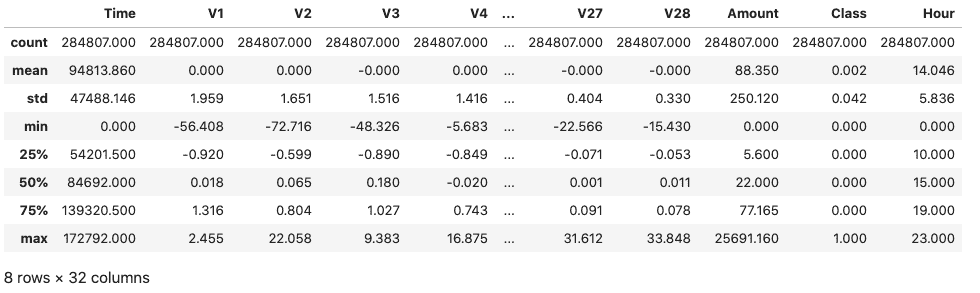 Time V1 V2 V3 V4 ... V27 V28 Amount Class Hour
count 284807.000 284807.000 284807.000 284807.000 284807.000 ... 284807.000 284807.000 284807.000 284807.000 284807.000
mean 94813.860 0.000 0.000 -0.000 0.000 ... -0.000 -0.000 88.350 0.002 14.046
std 47488.146 1.959 1.651 1.516 1.416 ... 0.404 0.330 250.120 0.042 5.836
min 0.000 -56.408 -72.716 -48.326 -5.683 ... -22.566 -15.430 0.000 0.000 0.000
25% 54201.500 -0.920 -0.599 -0.890 -0.849 ... -0.071 -0.053 5.600 0.000 10.000
50% 84692.000 0.018 0.065 0.180 -0.020 ... 0.001 0.011 22.000 0.000 15.000
75% 139320.500 1.316 0.804 1.027 0.743 ... 0.091 0.078 77.165 0.000 19.000
max 172792.000 2.455 22.058 9.383 16.875 ... 31.612 33.848 25691.160 1.000 23.000
8 rows × 32 columns